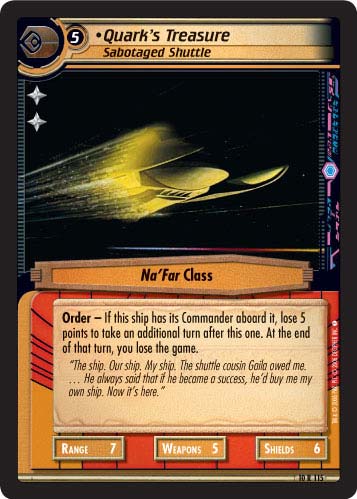 5 •Quark's Treasure
Sabotaged Shuttle
Na'Far Class
Order – If this ship has its Commander aboard it, lose 5
points to take an additional turn after this one. At the end
of that turn, you lose the game.
"The ship. Our ship. My ship. The shuttle cousin Gaila owed me.
… He always said that if he became a success, he'd buy me my
own ship. Now it's here."
RANGE 7 WEAPONS 5 SHIELDS 6
10 R 115